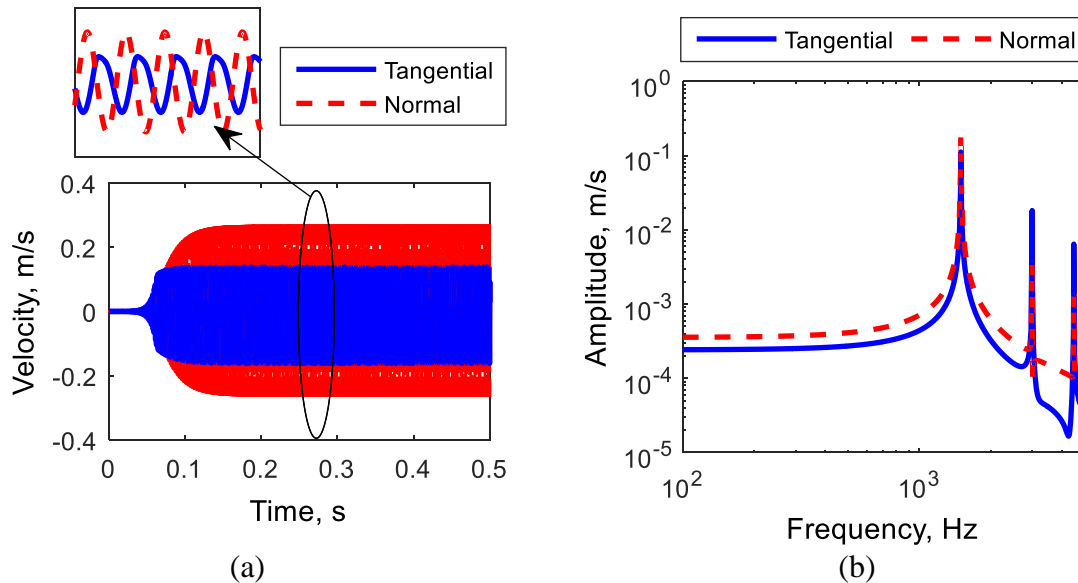 Tangential
Normal
Velocity, m/s
0.4
0.2
0
-0.2
-0.4
0 0.1 0.2 0.3 0.4 0.5
Time, s
(a)
Tangential Normal
Amplitude, m/s
10^0
10^-1
10^-2
10^-3
10^-4
10^-5
10^2 10^3
Frequency, Hz
(b)